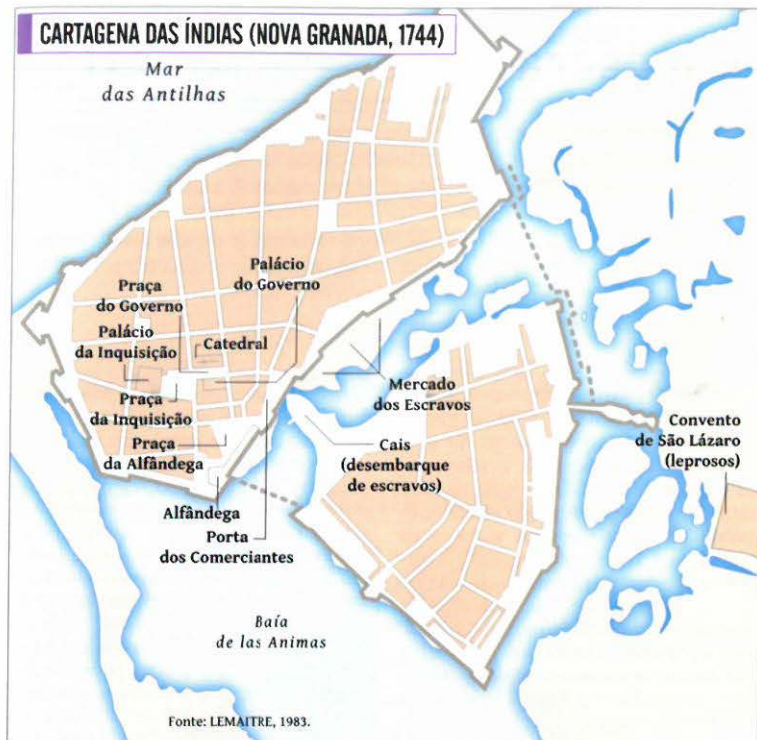 CARTAGENA DAS ÍNDIAS (NOVA GRANADA, 1744)
Mar
das Antilhas
Palácio
do Governo
Praça
do Governo
Palácio
da Inquisição
Catedral
Praça
da Inquisição
Mercado
dos Escravos
Praça
da Alfândega
Cais
(desembarque
de escravos)
Convento
de São Lázaro
(leprosos)
Alfândega
Porta
dos Comerciantes
Baía
de las Animas
Fonte: LEMAITRE, 1983.